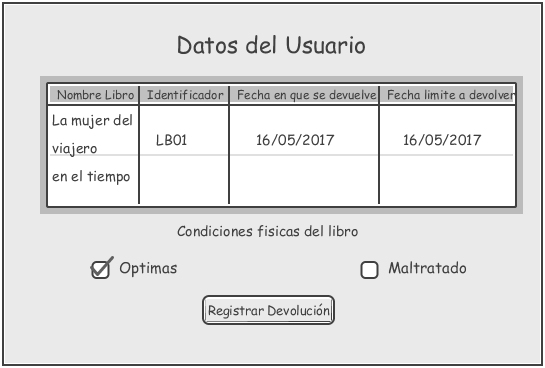 Datos del Usuario
Nombre Libro Identificador Fecha en que se devuelve Fecha limite a devolver
La mujer del
viajero LB01 16/05/2017 16/05/2017
en el tiempo
Condiciones fisicas del libro
Optimas Maltratado
Registrar Devolución